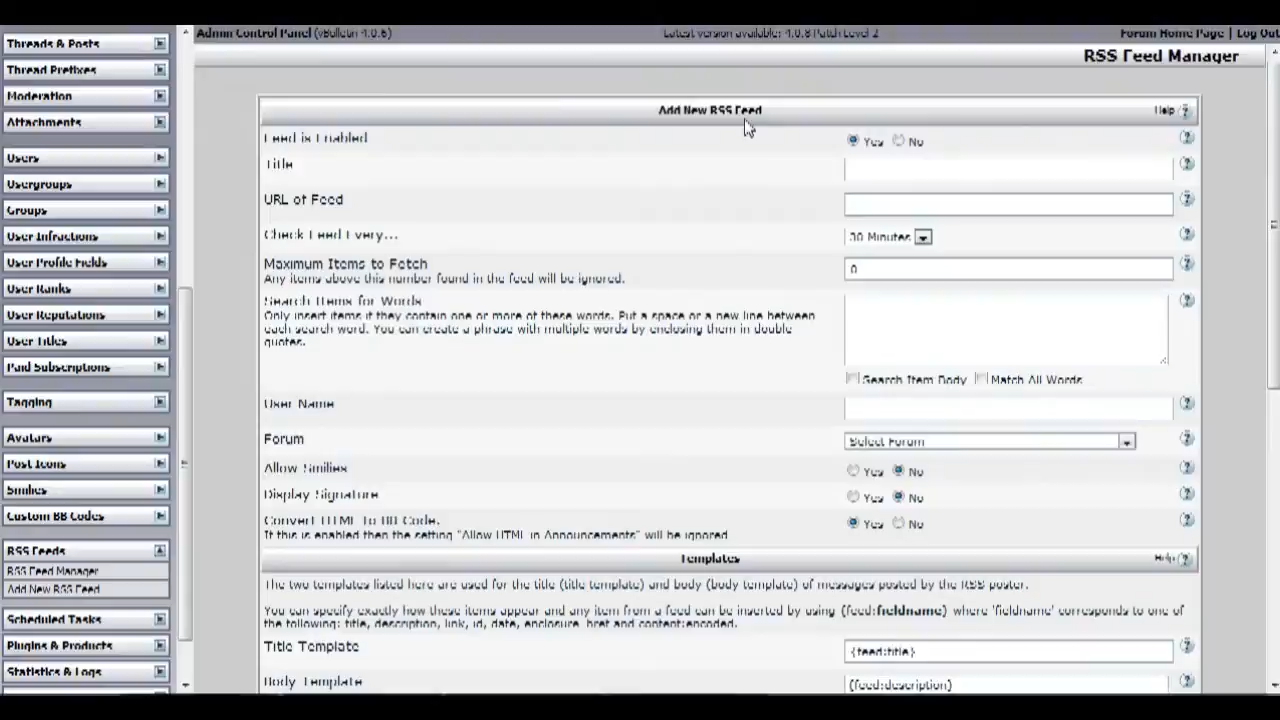 Admin Control Panel (vBulletin 4.0.6)
Latest version available: 4.0.8 Patch Level 2
Forum Home Page | Log Out
RSS Feed Manager
Threads & Posts
Thread Prefixes
Moderation
Attachments
Users
Usergroups
Groups
User Infractions
User Profile Fields
User Ranks
User Reputations
User Titles
Paid Subscriptions
Tagging
Avatars
Post Icons
Smilies
Custom BB Codes
RSS Feeds
RSS Feed Manager
Add New RSS Feed
Scheduled Tasks
Plugins & Products
Statistics & Logs
Add New RSS Feed
Help
Feed is Enabled
Yes No
Title
URL of Feed
Check Feed Every...
30 Minutes
Maximum Items to Fetch
Any items above this number found in the feed will be ignored.
0
Search Items for Words
Only insert items if they contain one or more of these words. Put a space or a new line between
each search word. You can create a phrase with multiple words by enclosing them in double
quotes.
Search Item Body Match All Words
User Name
Forum
Select Forum
Allow Smilies
Yes No
Display Signature
Yes No
Convert HTML to BB Code.
If this is enabled then the setting "Allow HTML in Announcements" will be ignored
Yes No
Templates
Help
The two templates listed here are used for the title (title template) and body (body template) of messages posted by the RSS poster.
You can specify exactly how these items appear and any item from a feed can be inserted by using {feed:fieldname} where 'fieldname' corresponds to one of
the following: title, description, link, id, date, enclosure_href and content:encoded.
Title Template
{feed:title}
Body Template
{feed:description}